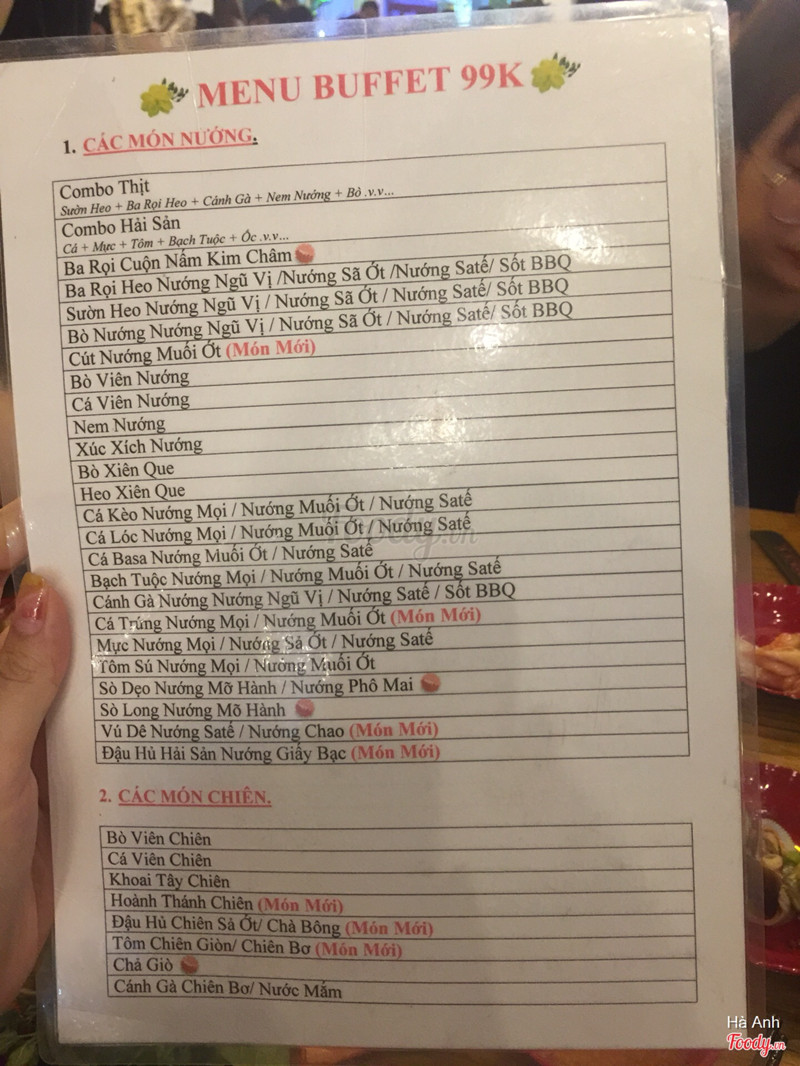 MENU BUFFET 99K
1. CÁC MÓN NƯỚNG.
Combo Thịt
Sườn Heo + Ba Rọi Heo + Cánh Gà + Nem Nướng + Bò .v.v...
Combo Hải Sản
Cá + Mực + Tôm + Bạch Tuộc + Ốc .v.v...
Ba Rọi Cuộn Nấm Kim Châm
Ba Rọi Heo Nướng Ngũ Vị /Nướng Sã Ớt /Nướng Satế/ Sốt BBQ
Sườn Heo Nướng Ngũ Vị / Nướng Sã Ớt / Nướng Satế/ Sốt BBQ
Bò Nướng Nướng Ngũ Vị / Nướng Sã Ớt / Nướng Satế/ Sốt BBQ
Cút Nướng Muối Ớt (Món Mới)
Bò Viên Nướng
Cá Viên Nướng
Nem Nướng
Xúc Xích Nướng
Bò Xiên Que
Heo Xiên Que
Cá Kèo Nướng Mọi / Nướng Muối Ớt / Nướng Satế
Cá Lóc Nướng Mọi / Nướng Muối Ớt / Nướng Satế
Cá Basa Nướng Muối Ớt / Nướng Satế
Bạch Tuộc Nướng Mọi / Nướng Muối Ớt / Nướng Satế
Cánh Gà Nướng Nướng Ngũ Vị / Nướng Satế / Sốt BBQ
Cá Trứng Nướng Mọi / Nướng Muối Ớt (Món Mới)
Mực Nướng Mọi / Nướng Sả Ớt / Nướng Satế
Tôm Sú Nướng Mọi / Nướng Muối Ớt
Sò Dẹo Nướng Mỡ Hành / Nướng Phô Mai
Sò Long Nướng Mỡ Hành
Vú Dê Nướng Satế / Nướng Chao (Món Mới)
Đậu Hủ Hải Sản Nướng Giấy Bạc (Món Mới)
2. CÁC MÓN CHIÊN.
Bò Viên Chiên
Cá Viên Chiên
Khoai Tây Chiên
Hoành Thánh Chiên (Món Mới)
Đậu Hủ Chiên Sả Ớt/ Chà Bông (Món Mới)
Tôm Chiên Giòn/ Chiên Bơ (Món Mới)
Chả Giò
Cánh Gà Chiên Bơ/ Nước Mắm
Foody.vn
Hà Anh
Foody.vn